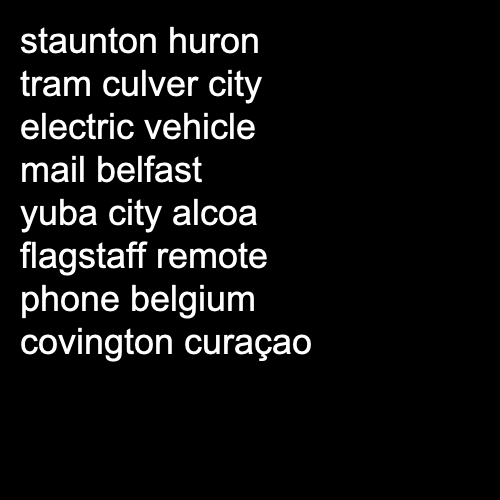 staunton huron
tram culver city
electric vehicle
mail belfast
yuba city alcoa
flagstaff remote
phone belgium
covington curaçao